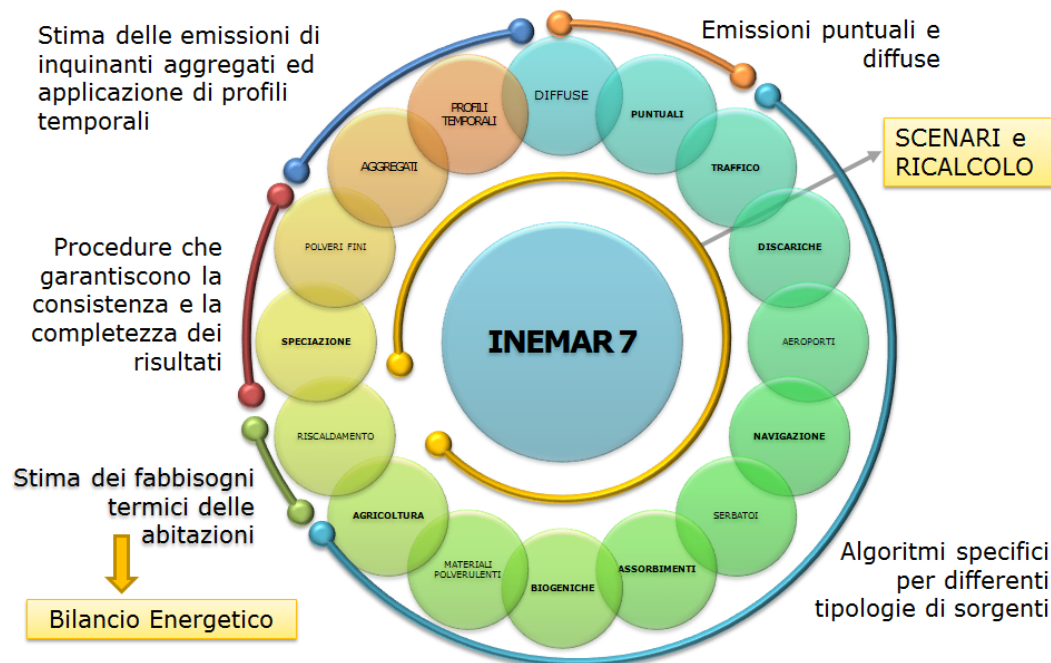 Stima delle emissioni di
inquinanti aggregati ed
applicazione di profili
temporali
Emissioni puntuali e
diffuse
SCENARI e
RICALCOLO
Procedure che
garantiscono la
consistenza e la
completezza dei
risultati
Stima dei fabbisogni
termici delle
abitazioni
Bilancio Energetico
Algoritmi specifici
per differenti
tipologie di sorgenti
INEMAR 7
DIFFUSE
PUNTUALI
TRAFFICO
DISCARICHE
AEROPORTI
NAVIGAZIONE
SERBATOI
ASSORBIMENTI
BIOGENICHE
MATERIALI
POLVERULENTI
AGRICOLTURA
RISCALDAMENTO
SPECIAZIONE
POLVERI FINI
AGGREGATI
PROFILI
TEMPORALI